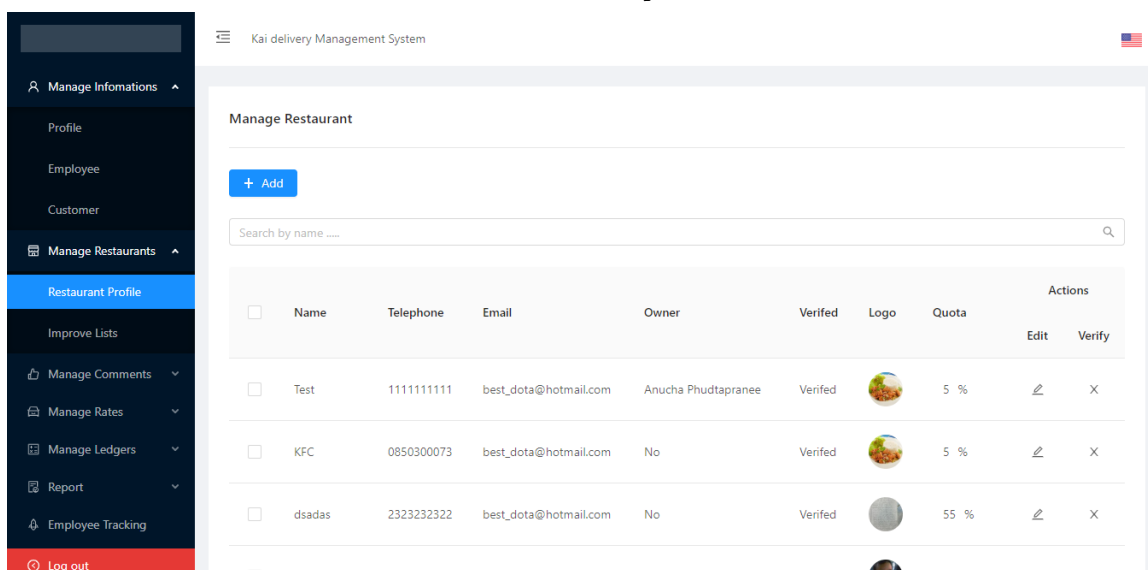 Kai delivery Management System
Manage Infomations
Profile
Employee
Customer
Manage Restaurants
Restaurant Profile
Improve Lists
Manage Comments
Manage Rates
Manage Ledgers
Report
Employee Tracking
Log out
Manage Restaurant
+ Add
Search by name .....
Name Telephone Email Owner Verifed Logo Quota Actions
Edit Verify
Test 1111111111 best_dota@hotmail.com Anucha Phudtapranee Verifed 5 % X
KFC 0850300073 best_dota@hotmail.com No Verifed 5 % X
dsadas 2323232322 best_dota@hotmail.com No Verifed 55 % X